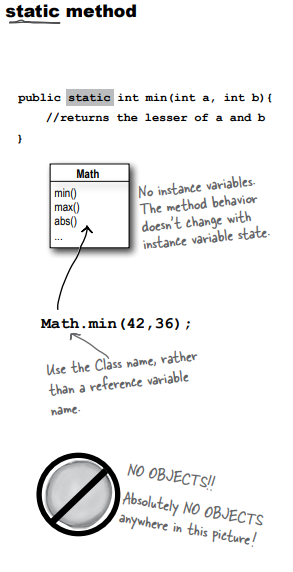 static method
public static int min(int a, int b){
//returns the lesser of a and b
}
Math
min()
max()
abs()
...
No instance variables.
The method behavior
doesn't change with
instance variable state.
Math.min(42,36);
Use the Class name, rather
than a reference variable
name.
NO OBJECTS!!
Absolutely NO OBJECTS
anywhere in this picture!